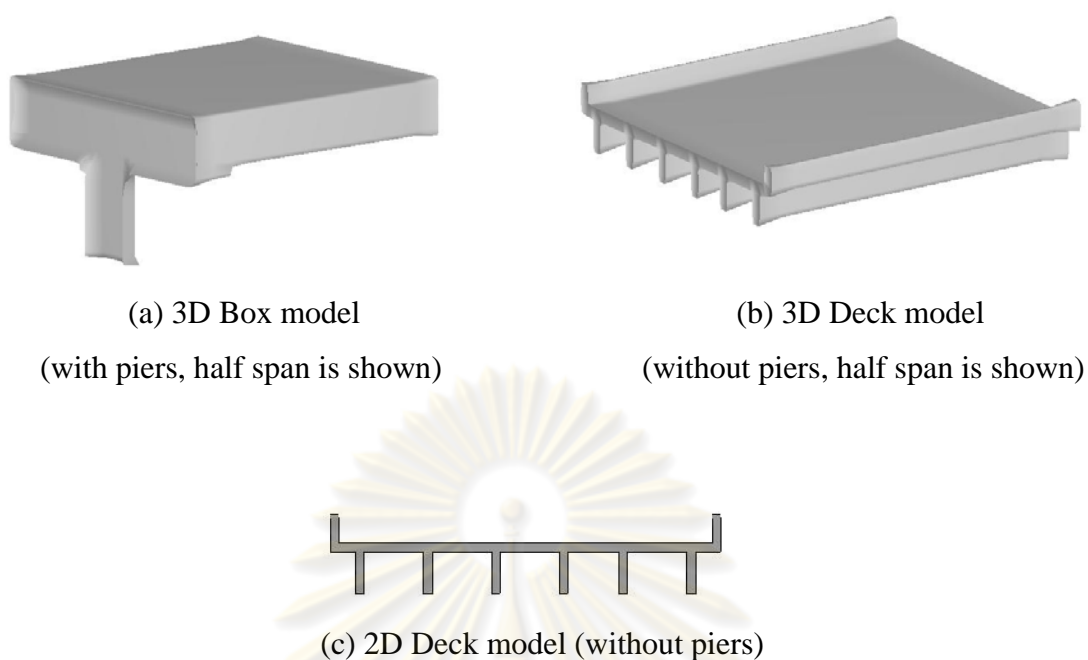 (a) 3D Box model
(with piers, half span is shown)
(b) 3D Deck model
(without piers, half span is shown)
(c) 2D Deck model (without piers)